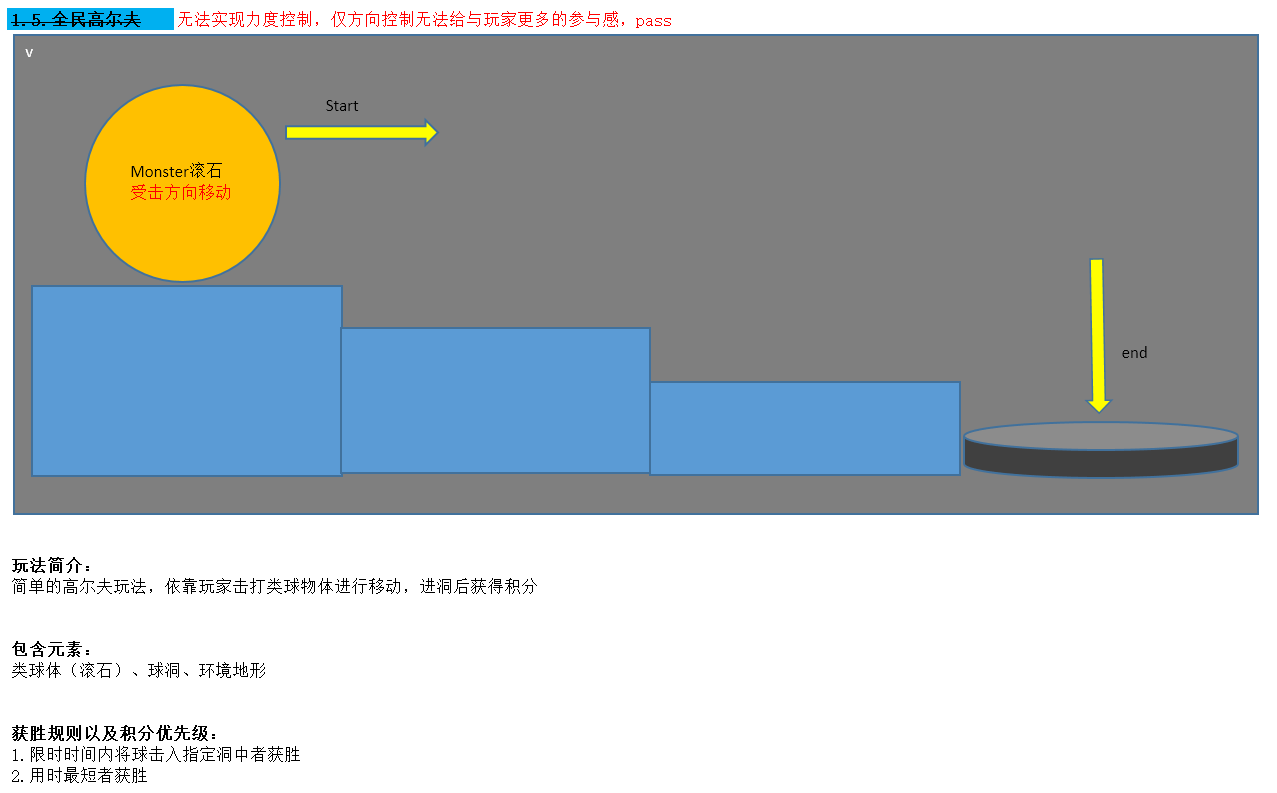 1.5.全民高尔夫 无法实现力度控制，仅方向控制无法给与玩家更多的参与感，pass
v
Start
Monster滚石
受击方向移动
end
玩法简介：
简单的高尔夫玩法，依靠玩家击打类球物体进行移动，进洞后获得积分
包含元素：
类球体（滚石）、球洞、环境地形
获胜规则以及积分优先级：
1.限时时间内将球击入指定洞中者获胜
2.用时最短者获胜